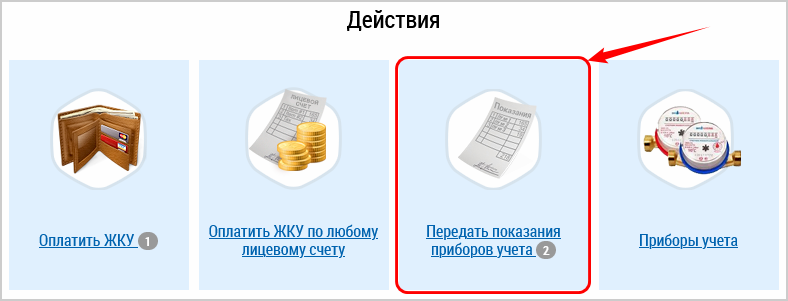 Действия
ЛИЦЕВОЙ
СЧЕТ
Показания
Оплатить ЖКУ 1
Оплатить ЖКУ по любому
лицевому счету
Передать показания
приборов учета 2
Приборы учета